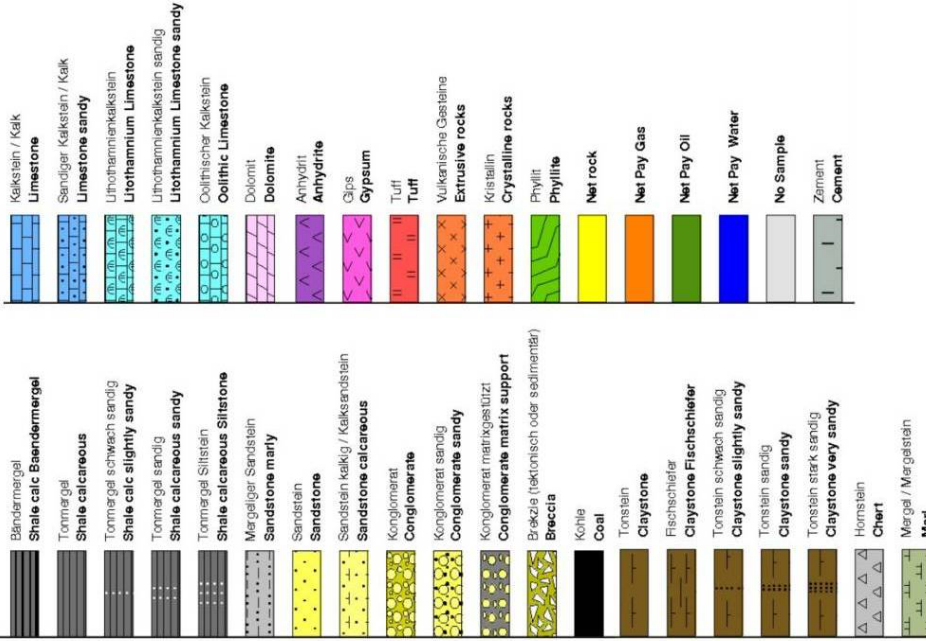 Bändermergel
Shale calc Baendermergel
Tonmergel
Shale calcareous
Tonmergel schwach sandig
Shale calc slightly sandy
Tonmergel sandig
Shale calcareous sandy
Tonmergel Siltstein
Shale calcareous Siltstone
Mergeliger Sandstein
Sandstone marly
Sandstein
Sandstone
Sandstein kalkig / Kalksandstein
Sandstone calcareous
Konglomerat
Conglomerate
Konglomerat sandig
Conglomerate sandy
Konglomerat matrixgestützt
Conglomerate matrix support
Brekzie (tektonisch oder sedimentär)
Breccia
Kohle
Coal
Tonstein
Claystone
Fischschiefer
Claystone Fischschiefer
Tonstein schwach sandig
Claystone slightly sandy
Tonstein sandig
Claystone sandy
Tonstein stark sandig
Claystone very sandy
Hornstein
Chert
Mergel / Mergelstein
Marl
Kalkstein / Kalk
Limestone
Sandiger Kalkstein / Kalk
Limestone sandy
Lithothamnienkalkstein
Litothamnium Limestone
Lithothamnienkalkstein sandig
Litothamnium Limestone sandy
Oolithischer Kalkstein
Oolithic Limestone
Dolomit
Dolomite
Anhydrit
Anhydrite
Gips
Gypsum
Tuff
Tuff
Vulkanische Gesteine
Extrusive rocks
Kristallin
Crystalline rocks
Phyllit
Phyllite
Net rock
Net Pay Gas
Net Pay Oil
Net Pay Water
No Sample
Zement
Cement